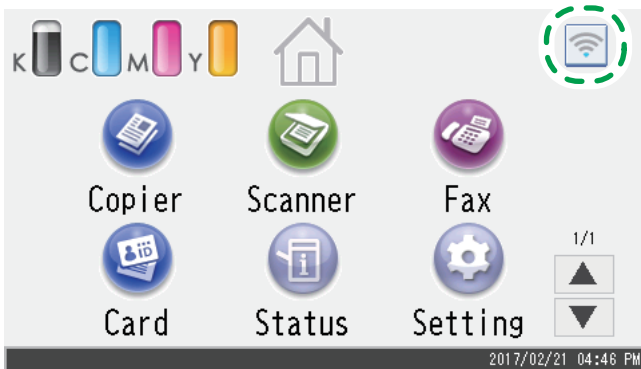 K C M Y
Copier Scanner Fax
1/1
Card Status Setting
2017/02/21 04:46 PM